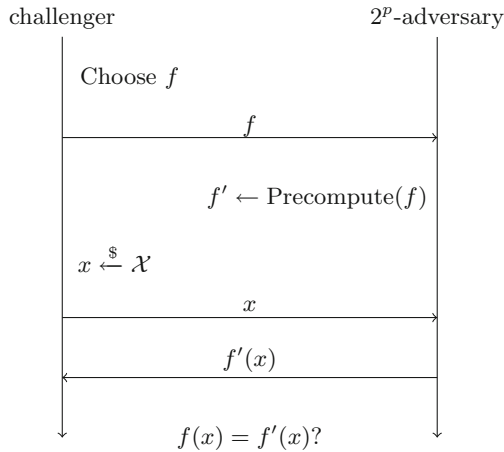 challenger 2^p-adversary
Choose f
f
f′ ← Precompute(f)
x ←$ 𝒳
x
f′(x)
f(x) = f′(x)?